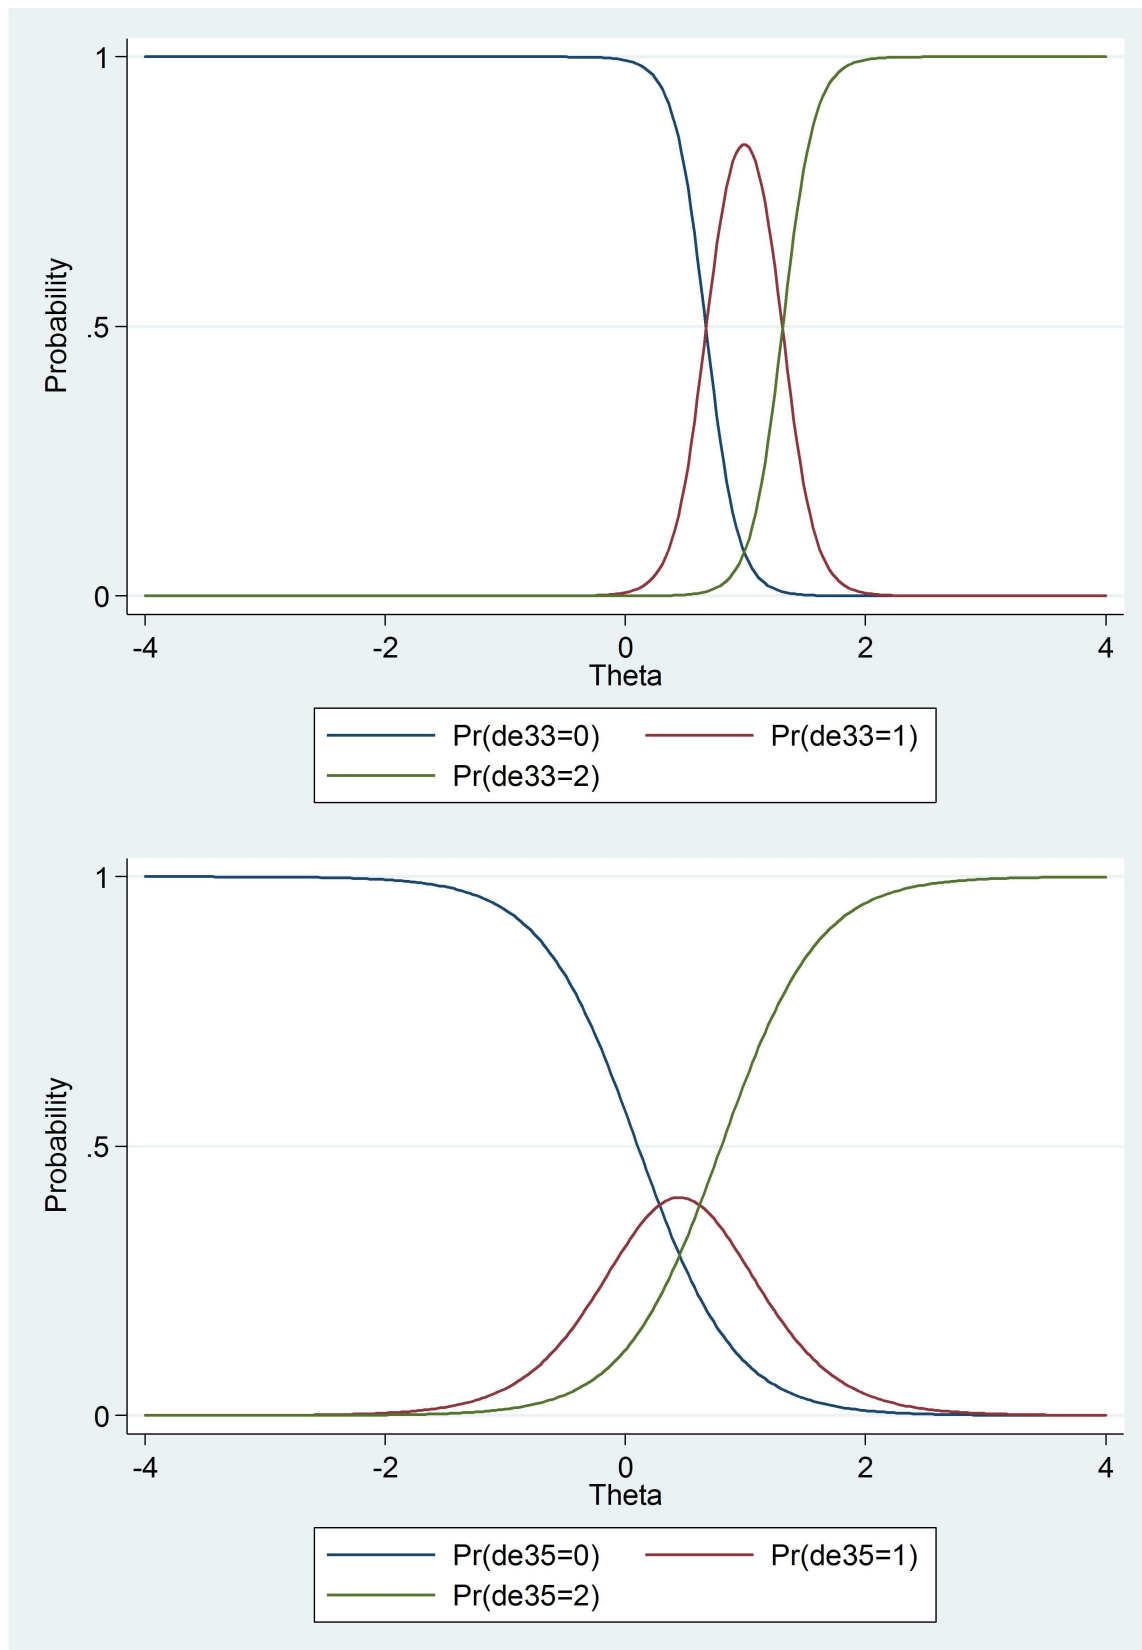 1
.5
0
Probability
-4 -2 0 2 4
Theta
Pr(de33=0) Pr(de33=1)
Pr(de33=2)
1
.5
0
Probability
-4 -2 0 2 4
Theta
Pr(de35=0) Pr(de35=1)
Pr(de35=2)